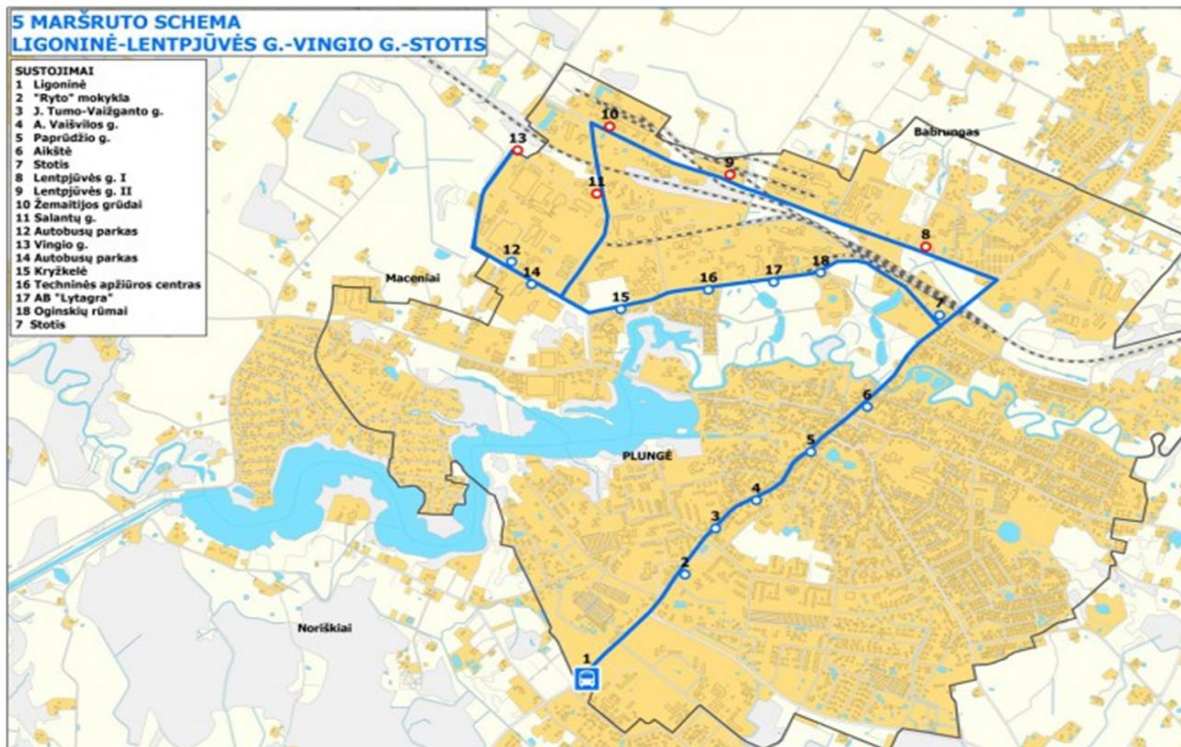 5 MARŠRUTO SCHEMA
LIGONINĖ-LENTPJŪVĖS G.-VINGIO G.-STOTIS
SUSTOJIMAI
1 Ligoninė
2 "Ryto" mokykla
3 J. Tumo-Vaižganto g.
4 A. Vaišvilos g.
5 Paprūdžio g.
6 Aikštė
7 Stotis
8 Lentpjūvės g. I
9 Lentpjūvės g. II
10 Žemaitijos grūdai
11 Salantų g.
12 Autobusų parkas
13 Vingio g.
14 Autobusų parkas
15 Kryžkelė
16 Techninės apžiūros centras
17 AB "Lytagra"
18 Oginskių rūmai
7 Stotis
10
13
Babrungas
9
11
8
12
18
Maceniai
14
16
17
15
7
6
5
PLUNGĖ
4
3
2
Noriškiai
1